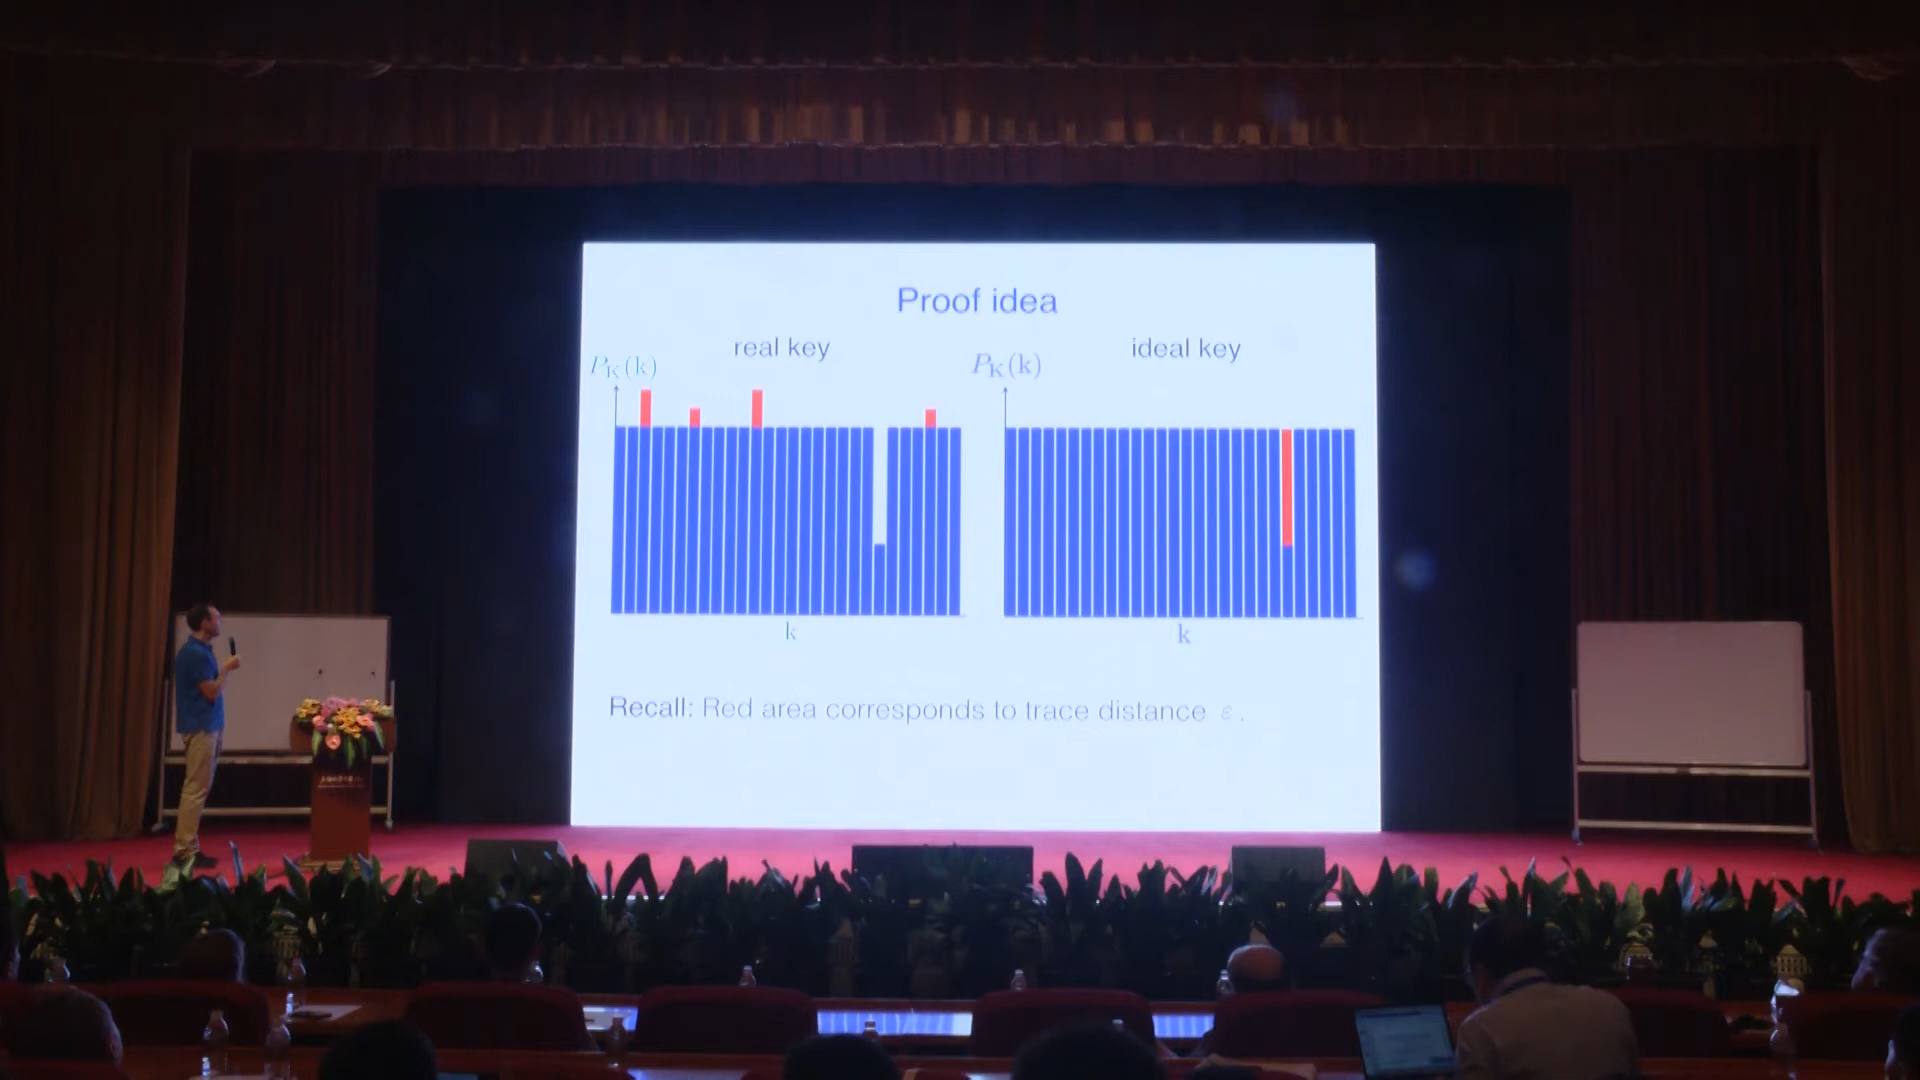 Proof idea
real key
ideal key
P_K(k)
P_K(k)
k
k
Recall: Red area corresponds to trace distance ε.